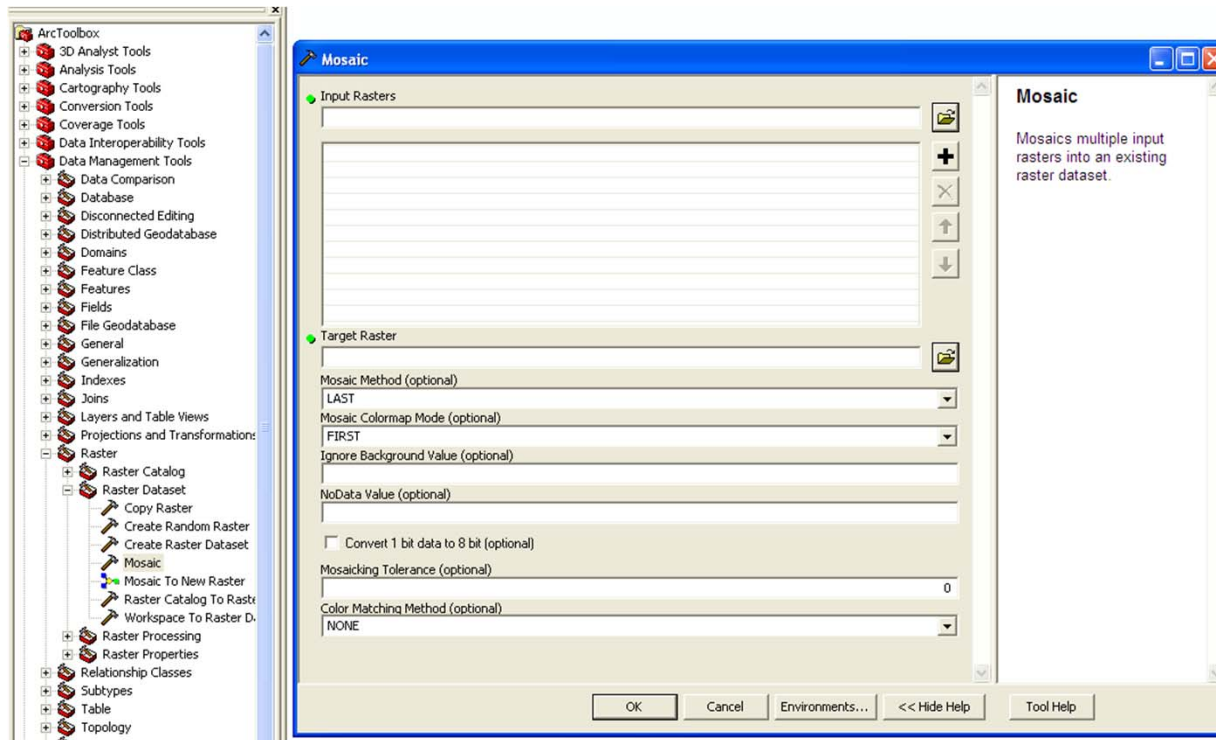 ArcToolbox
3D Analyst Tools
Analysis Tools
Cartography Tools
Conversion Tools
Coverage Tools
Data Interoperability Tools
Data Management Tools
Data Comparison
Database
Disconnected Editing
Distributed Geodatabase
Domains
Feature Class
Features
Fields
File Geodatabase
General
Generalization
Indexes
Joins
Layers and Table Views
Projections and Transformations
Raster
Raster Catalog
Raster Dataset
Copy Raster
Create Random Raster
Create Raster Dataset
Mosaic
Mosaic To New Raster
Raster Catalog To Raste
Workspace To Raster D
Raster Processing
Raster Properties
Relationship Classes
Subtypes
Table
Topology
Mosaic
Input Rasters
Target Raster
Mosaic Method (optional)
LAST
Mosaic Colormap Mode (optional)
FIRST
Ignore Background Value (optional)
NoData Value (optional)
Convert 1 bit data to 8 bit (optional)
Mosaicking Tolerance (optional)
0
Color Matching Method (optional)
NONE
OK
Cancel
Environments...
<< Hide Help
Tool Help
Mosaic
Mosaics multiple input
rasters into an existing
raster dataset.